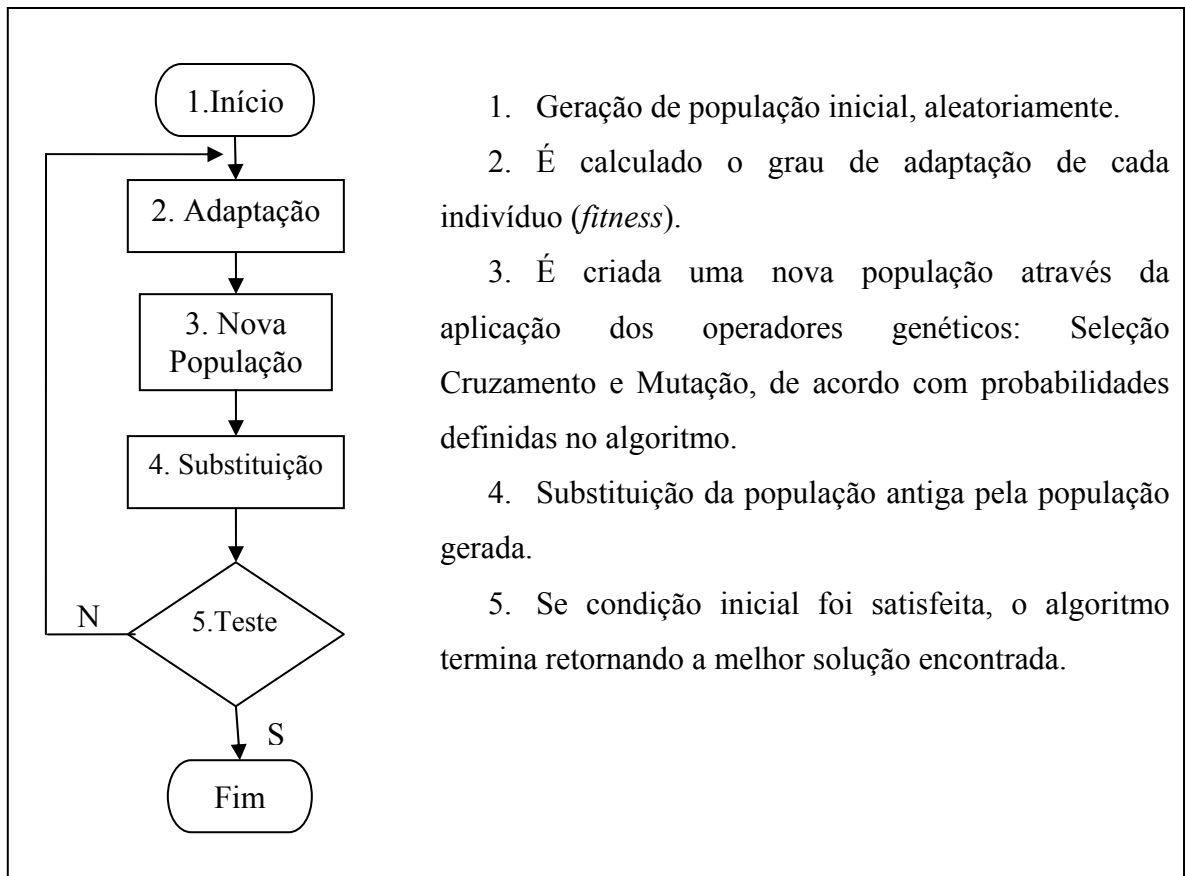 1.Início
2. Adaptação
3. Nova
População
4. Substituição
5.Teste
N
S
Fim
1. Geração de população inicial, aleatoriamente.
2. É calculado o grau de adaptação de cada
indivíduo (fitness).
3. É criada uma nova população através da
aplicação dos operadores genéticos: Seleção
Cruzamento e Mutação, de acordo com probabilidades
definidas no algoritmo.
4. Substituição da população antiga pela população
gerada.
5. Se condição inicial foi satisfeita, o algoritmo
termina retornando a melhor solução encontrada.